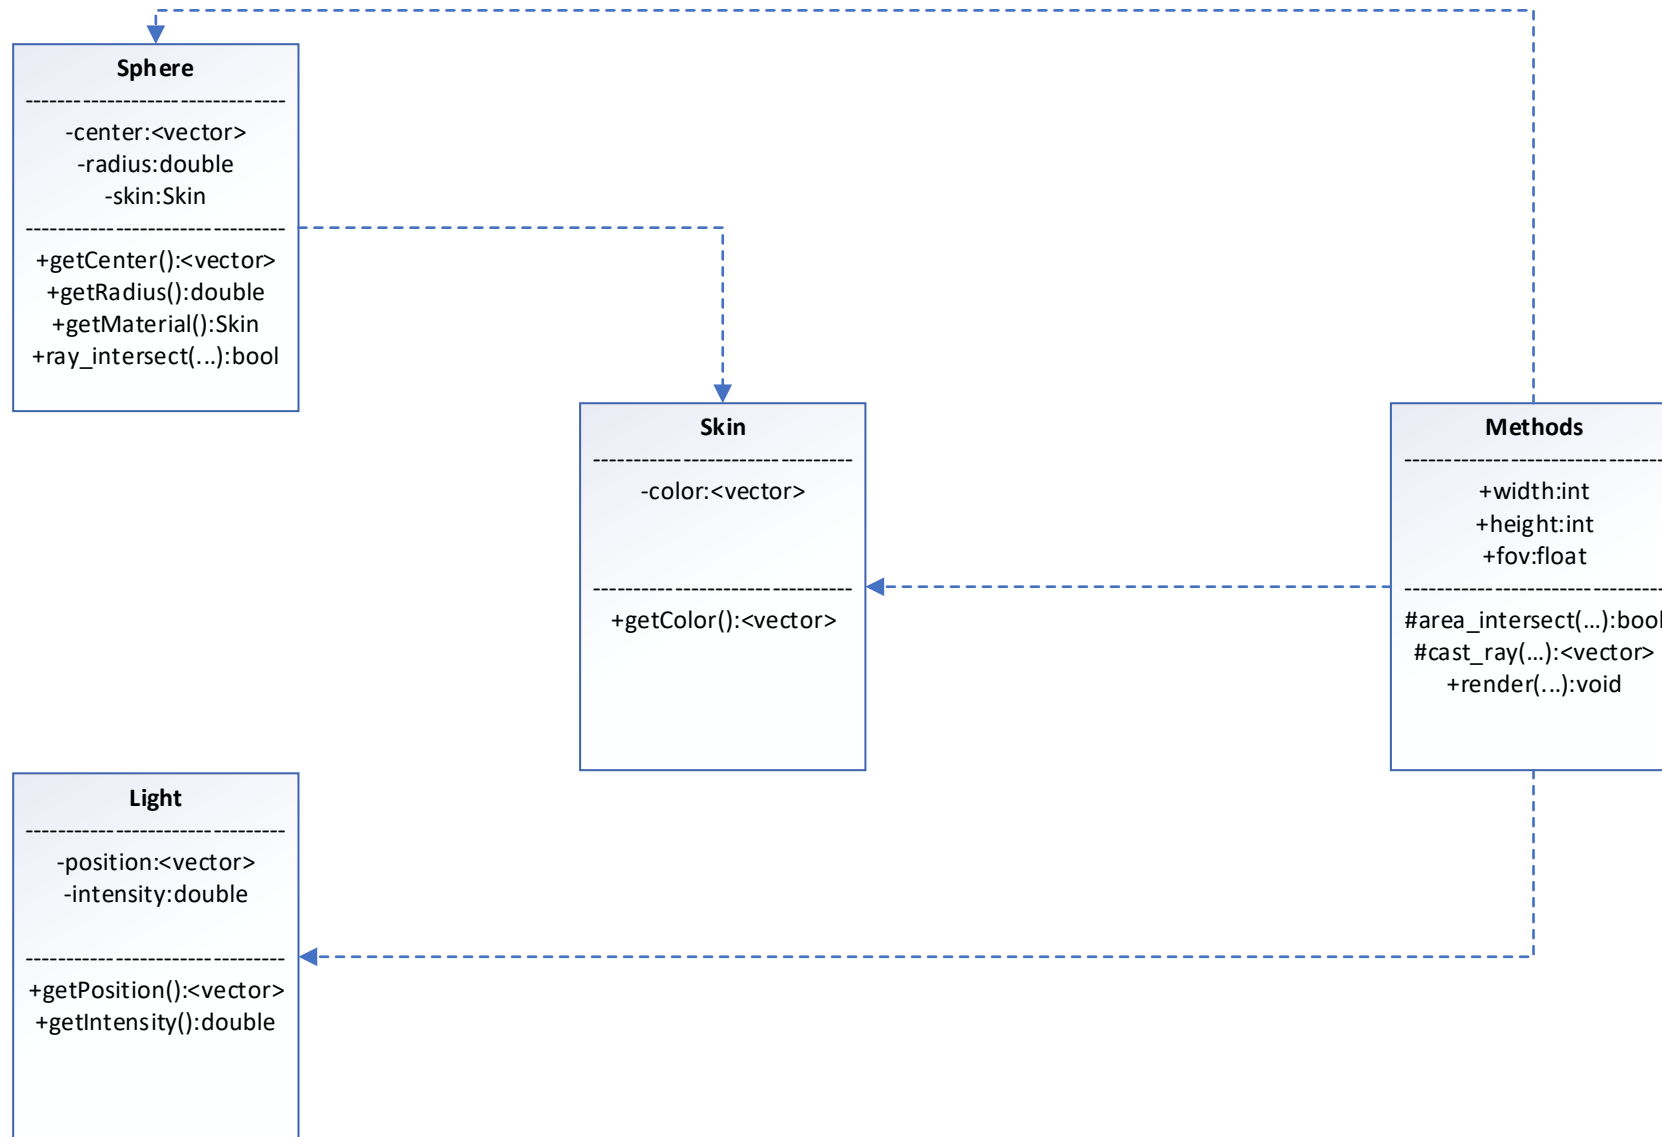 Sphere
-center:<vector>
-radius:double
-skin:Skin
+getCenter():<vector>
+getRadius():double
+getMaterial():Skin
+ray_intersect(...):bool
Skin
-color:<vector>
+getColor():<vector>
Methods
+width:int
+height:int
+fov:float
#area_intersect(...):bool
#cast_ray(...):<vector>
+render(...):void
Light
-position:<vector>
-intensity:double
+getPosition():<vector>
+getIntensity():double